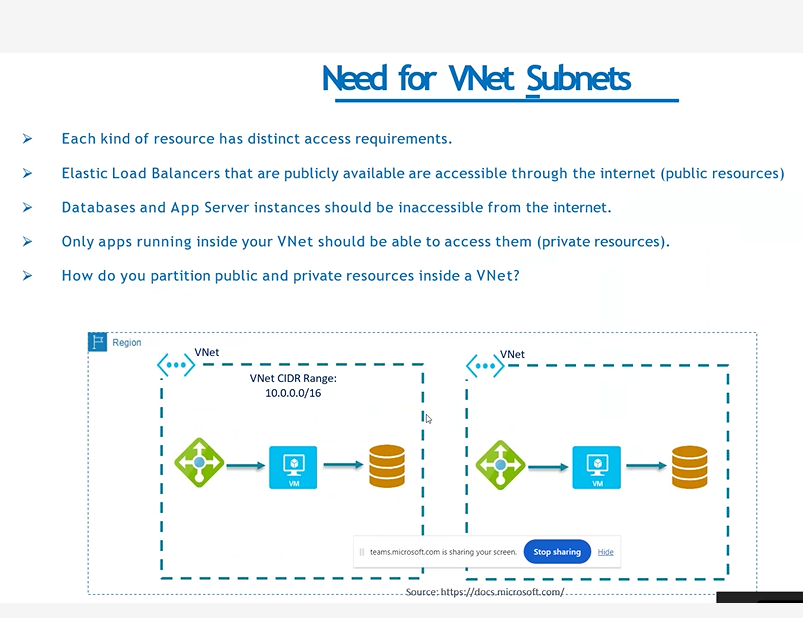 Need for VNet Subnets
Each kind of resource has distinct access requirements.
Elastic Load Balancers that are publicly available are accessible through the internet (public resources)
Databases and App Server instances should be inaccessible from the internet.
Only apps running inside your VNet should be able to access them (private resources).
How do you partition public and private resources inside a VNet?
Region
VNet
VNet
VNet CIDR Range:
10.0.0.0/16
VM
VM
teams.microsoft.com is sharing your screen.
Stop sharing
Hide
Source: https://docs.microsoft.com/